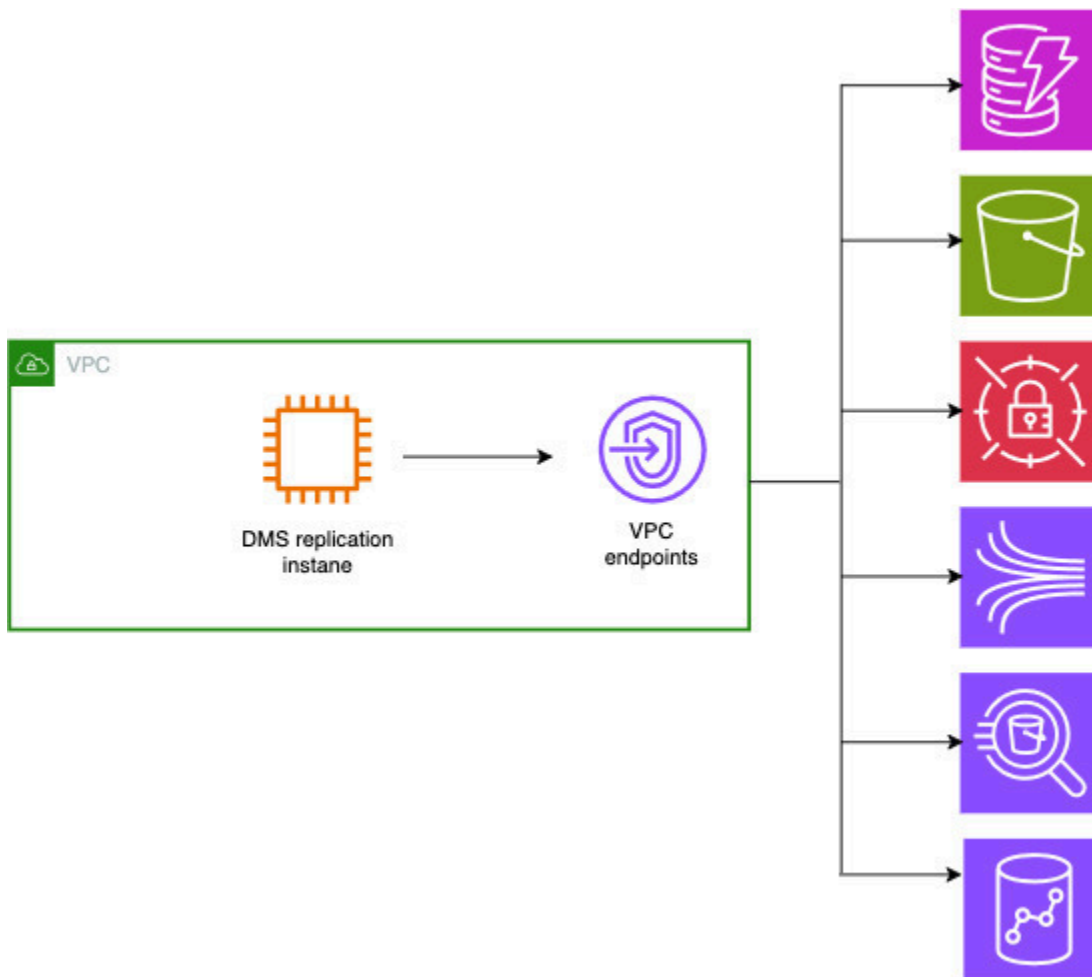 VPC
DMS replication
instane
VPC
endpoints